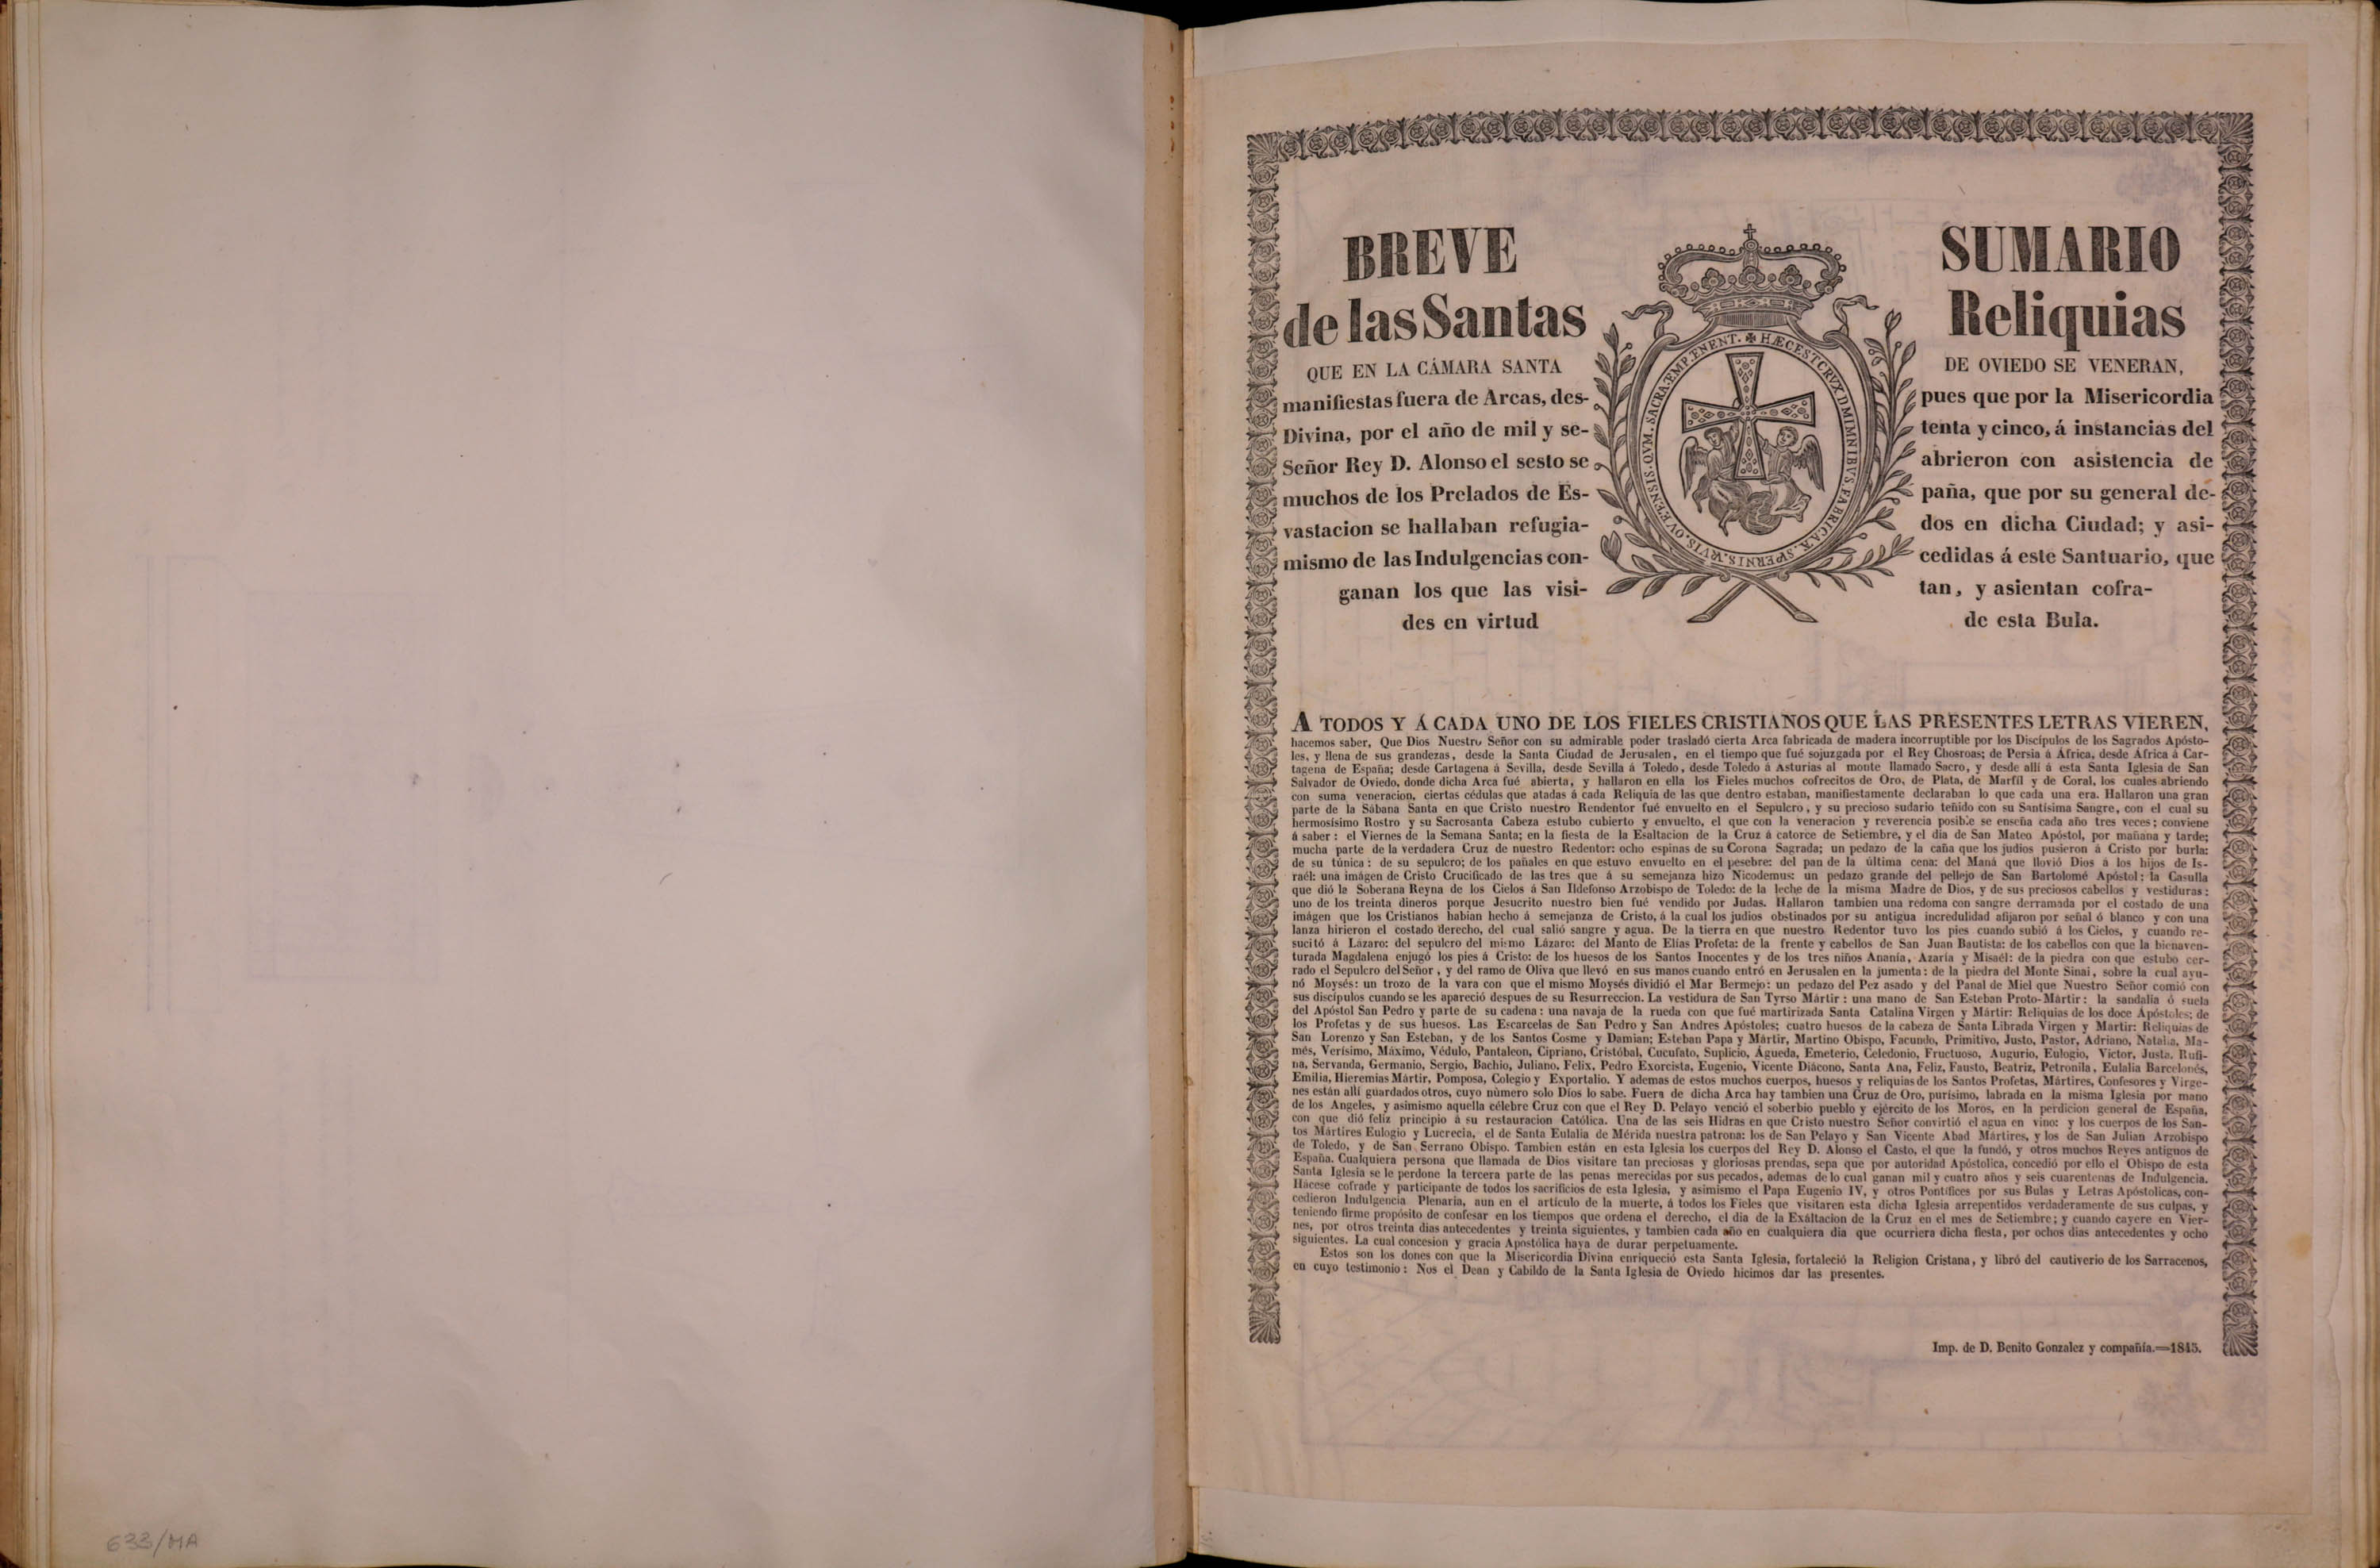 BREVE SUMARIO
de las Santas Reliquias
QUE EN LA CÁMARA SANTA DE OVIEDO SE VENERAN,
manifiestas fuera de Arcas, des- pues que por la Misericordia
Divina, por el año de mil y se- tenta y cinco, á instancias del
Señor Rey D. Alonso el sesto se abrieron con asistencia de
muchos de los Prelados de Es- paña, que por su general de-
vastacion se hallaban refugia- dos en dicha Ciudad; y asi-
mismo de las Indulgencias con- cedidas á este Santuario, que
ganan los que las visi- tan, y asientan cofra-
des en virtud de esta Bula.
A TODOS Y Á CADA UNO DE LOS FIELES CRISTIANOS QUE LAS PRESENTES LETRAS VIEREN,
hacemos saber, Que Dios Nuestro Señor con su admirable poder trasladó cierta Arca fabricada de madera incorruptible por los Discípulos de los Sagrados Apósto-
les, y llena de sus grandezas, desde la Santa Ciudad de Jerusalen, en el tiempo que fué sojuzgada por el Rey Chosroas; de Persia á África, desde África á Car-
tagena de España; desde Cartagena á Sevilla, desde Sevilla á Toledo, desde Toledo á Asturias al monte llamado Sacro, y desde allí á esta Santa Iglesia de San
Salvador de Oviedo, donde dicha Arca fué abierta, y hallaron en ella los Fieles muchos cofrecitos de Oro, de Plata, de Marfil y de Coral, los cuales abriendo
con suma veneracion, ciertas cédulas que atadas á cada Reliquia de las que dentro estaban, manifiestamente declaraban lo que cada una era. Hallaron una gran
parte de la Sábana Santa en que Cristo nuestro Rendentor fué envuelto en el Sepulcro, y su precioso sudario teñido con su Santísima Sangre, con el cual su
hermosísimo Rostro y su Sacrosanta Cabeza estubo cubierto y envuelto, el que con la veneracion y reverencia posible se enseña cada año tres veces; conviene
á saber: el Viernes de la Semana Santa; en la fiesta de la Esaltacion de la Cruz á catorce de Setiembre, y el dia de San Mateo Apóstol, por mañana y tarde;
mucha parte de la verdadera Cruz de nuestro Redentor: ocho espinas de su Corona Sagrada; un pedazo de la caña que los judios pusieron á Cristo por burla:
de su túnica: de su sepulcro; de los pañales en que estuvo envuelto en el pesebre: del pan de la última cena: del Maná que llovió Dios á los hijos de Is-
raél: una imágen de Cristo Crucificado de las tres que á su semejanza hizo Nicodemus: un pedazo grande del pellejo de San Bartolomé Apóstol: la Casulla
que dió la Soberana Reyna de los Cielos á San Ildefonso Arzobispo de Toledo: de la leche de la misma Madre de Dios, y de sus preciosos cabellos y vestiduras:
uno de los treinta dineros porque Jesucrito nuestro bien fué vendido por Judas. Hallaron tambien una redoma con sangre derramada por el costado de una
imágen que los Cristianos habian hecho á semejanza de Cristo, á la cual los judios obstinados por su antigua incredulidad afijaron por señal ó blanco y con una
lanza hirieron el costado derecho, del cual salió sangre y agua. De la tierra en que nuestro Redentor tuvo los pies cuando subió á los Cielos, y cuando re-
sucitó á Lázaro: del sepulcro del mismo Lázaro: del Manto de Elías Profeta: de la frente y cabellos de San Juan Bautista: de los cabellos con que la bienaven-
turada Magdalena enjugó los pies á Cristo: de los huesos de los Santos Inocentes y de los tres niños Ananía, Azaría y Misaél: de la piedra con que estubo cer-
rado el Sepulcro del Señor, y del ramo de Oliva que llevó en sus manos cuando entró en Jerusalen en la jumenta: de la piedra del Monte Sinai, sobre la cual ayu-
nó Moysés: un trozo de la vara con que el mismo Moysés dividió el Mar Bermejo: un pedazo del Pez asado y del Panal de Miel que Nuestro Señor comió con
sus discípulos cuando se les apareció despues de su Resurreccion. La vestidura de San Tyrso Mártir: una mano de San Esteban Proto-Mártir: la sandalia ó suela
del Apóstol San Pedro y parte de su cadena: una navaja de la rueda con que fué martirizada Santa Catalina Virgen y Mártir: Reliquias de los doce Apóstoles; de
los Profetas y de sus huesos. Las Escarcelas de San Pedro y San Andres Apóstoles; cuatro huesos de la cabeza de Santa Librada Virgen y Martir: Reliquias de
San Lorenzo y San Esteban, y de los Santos Cosme y Damian; Esteban Papa y Mártir, Martino Obispo, Facundo, Primitivo, Justo, Pastor, Adriano, Natalia, Ma-
més, Verísimo, Máximo, Védulo, Pantaleon, Cipriano, Cristóbal, Cucufato, Suplicio, Águeda, Emeterio, Celedonio, Fructuoso, Augurio, Eulogio, Victor, Justa, Rufi-
na, Servanda, Germanio, Sergio, Bachio, Juliano, Felix, Pedro Exorcista, Eugenio, Vicente Diácono, Santa Ana, Feliz, Fausto, Beatriz, Petronila, Eulalia Barcelonés,
Emilia, Hieremias Mártir, Pomposa, Colegio y Exportalio. Y ademas de estos muchos cuerpos, huesos y reliquias de los Santos Profetas, Mártires, Confesores y Virge-
nes están allí guardados otros, cuyo número solo Dios lo sabe. Fuera de dicha Arca hay tambien una Cruz de Oro, purísimo, labrada en la misma Iglesia por mano
de los Angeles, y asimismo aquella célebre Cruz con que el Rey D. Pelayo venció el soberbio pueblo y ejército de los Moros, en la perdicion general de España,
con que dió feliz principio á su restauracion Católica. Una de las seis Hidras en que Cristo nuestro Señor convirtió el agua en vino: y los cuerpos de los San-
tos Mártires Eulogio y Lucrecia, el de Santa Eulalia de Mérida nuestra patrona: los de San Pelayo y San Vicente Abad Mártires, y los de San Julian Arzobispo
de Toledo, y de San Serrano Obispo. Tambien están en esta Iglesia los cuerpos del Rey D. Alonso el Casto, el que la fundó, y otros muchos Reyes antiguos de
España. Cualquiera persona que llamada de Dios visitare tan preciosas y gloriosas prendas, sepa que por autoridad Apóstolica, concedió por ello el Obispo de esta
Santa Iglesia se le perdone la tercera parte de las penas merecidas por sus pecados, ademas de lo cual ganan mil y cuatro años y seis cuarentenas de Indulgencia.
Hácese cofrade y participante de todos los sacrificios de esta Iglesia, y asimismo el Papa Eugenio IV, y otros Pontífices por sus Bulas y Letras Apóstolicas, con-
cedieron Indulgencia Plenaria, aun en el artículo de la muerte, á todos los Fieles que visitaren esta dicha Iglesia arrepentidos verdaderamente de sus culpas, y
teniendo firme propósito de confesar en los tiempos que ordena el derecho, el dia de la Exáltacion de la Cruz en el mes de Setiembre; y cuando cayere en Vier-
nes, por otros treinta dias antecedentes y treinta siguientes, y tambien cada año en cualquiera dia que ocurriera dicha fiesta, por ochos dias antecedentes y ocho
siguientes. La cual concesion y gracia Apostólica haya de durar perpetuamente.
Estos son los dones con que la Misericordia Divina enriqueció esta Santa Iglesia, fortaleció la Religion Cristana, y libró del cautiverio de los Sarracenos,
en cuyo testimonio: Nos el Dean y Cabildo de la Santa Iglesia de Oviedo hicimos dar las presentes.
Imp. de D. Benito Gonzalez y compañía.=1845.
633/MA